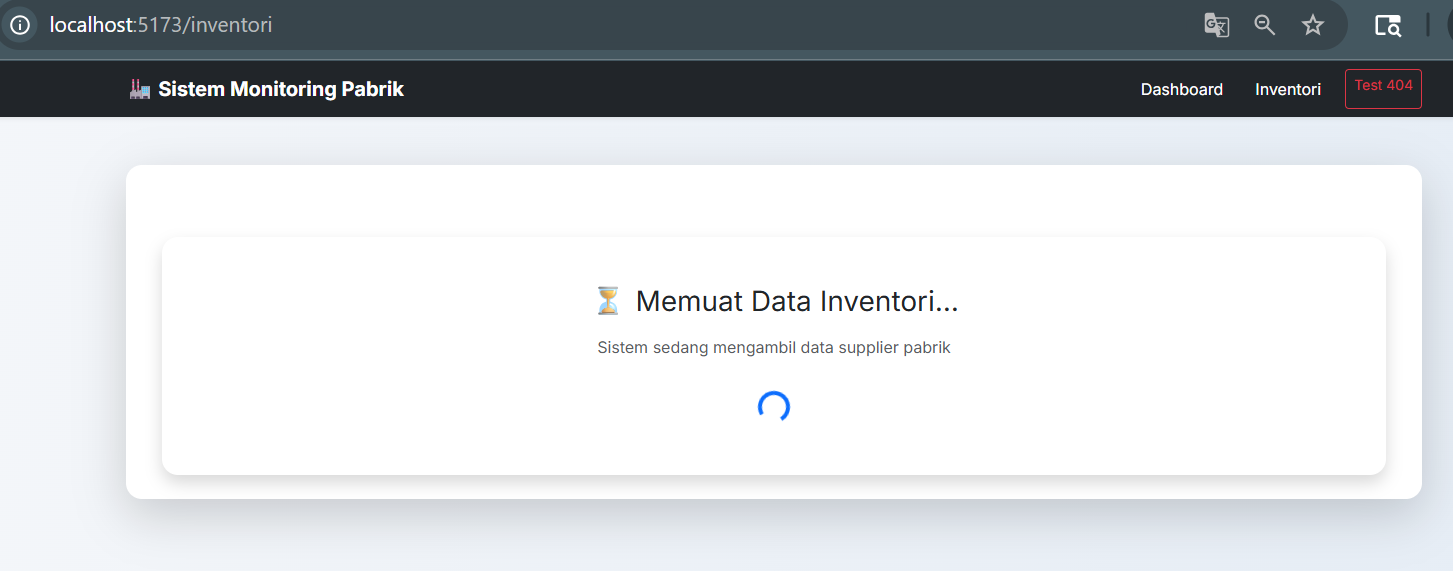 localhost:5173/inventori
Sistem Monitoring Pabrik
Dashboard
Inventori
Test 404
Memuat Data Inventori...
Sistem sedang mengambil data supplier pabrik